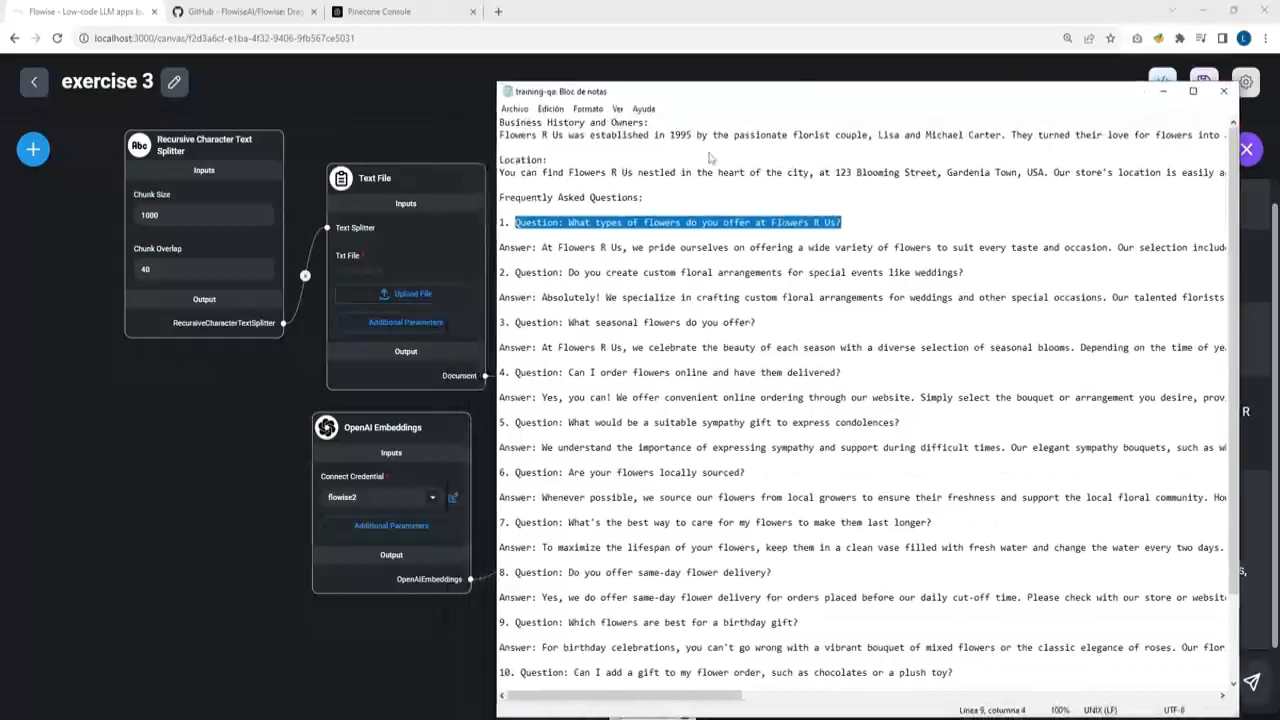 Flowise - Low-code LLM apps bu
GitHub - FlowiseAI/Flowise: Drag
Pinecone Console
localhost:3000/canvas/f2d3a6cf-e1ba-4f32-9406-9fb567ce5031
exercise 3
Recursive Character Text Splitter
Inputs
Chunk Size
1000
Chunk Overlap
40
Output
RecursiveCharacterTextSplitter
Text File
Inputs
Text Splitter
Txt File *
Upload File
Additional Parameters
Output
Document
OpenAI Embeddings
Inputs
Connect Credential *
flowise2
Additional Parameters
Output
OpenAIEmbeddings
training-qa: Bloc de notas
Archivo Edición Formato Ver Ayuda
Business History and Owners:
Flowers R Us was established in 1995 by the passionate florist couple, Lisa and Michael Carter. They turned their love for flowers into
Location:
You can find Flowers R Us nestled in the heart of the city, at 123 Blooming Street, Gardenia Town, USA. Our store's location is easily a
Frequently Asked Questions:
1. Question: What types of flowers do you offer at Flowers R Us?
Answer: At Flowers R Us, we pride ourselves on offering a wide variety of flowers to suit every taste and occasion. Our selection includ
2. Question: Do you create custom floral arrangements for special events like weddings?
Answer: Absolutely! We specialize in crafting custom floral arrangements for weddings and other special occasions. Our talented florists
3. Question: What seasonal flowers do you offer?
Answer: At Flowers R Us, we celebrate the beauty of each season with a diverse selection of seasonal blooms. Depending on the time of ye
4. Question: Can I order flowers online and have them delivered?
Answer: Yes, you can! We offer convenient online ordering through our website. Simply select the bouquet or arrangement you desire, prov
5. Question: What would be a suitable sympathy gift to express condolences?
Answer: We understand the importance of expressing sympathy and support during difficult times. Our elegant sympathy bouquets, such as w
6. Question: Are your flowers locally sourced?
Answer: Whenever possible, we source our flowers from local growers to ensure their freshness and support the local floral community. Ho
7. Question: What's the best way to care for my flowers to make them last longer?
Answer: To maximize the lifespan of your flowers, keep them in a clean vase filled with fresh water and change the water every two days.
8. Question: Do you offer same-day flower delivery?
Answer: Yes, we do offer same-day flower delivery for orders placed before our daily cut-off time. Please check with our store or websit
9. Question: Which flowers are best for a birthday gift?
Answer: For birthday celebrations, you can't go wrong with a vibrant bouquet of mixed flowers or the classic elegance of roses. Our flor
10. Question: Can I add a gift to my flower order, such as chocolates or a plush toy?
Línea 9, columna 4 100% UNIX (LF) UTF-8
R
s,
L